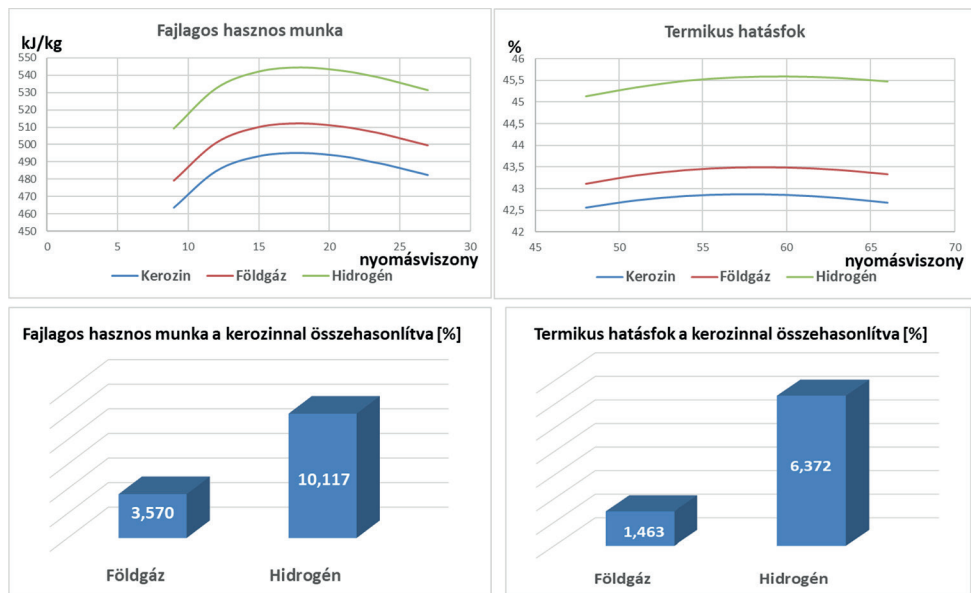 Fajlagos hasznos munka
kJ/kg
550
540
530
520
510
500
490
480
470
460
450
0 5 10 15 20 25 30
nyomásviszony
Kerozin Földgáz Hidrogén
Termikus hatásfok
%
46
45,5
45
44,5
44
43,5
43
42,5
42
45 50 55 60 65 70
nyomásviszony
Kerozin Földgáz Hidrogén
Fajlagos hasznos munka a kerozinnal összehasonlítva [%]
3,570
10,117
Földgáz Hidrogén
Termikus hatásfok a kerozinnal összehasonlítva [%]
1,463
6,372
Földgáz Hidrogén